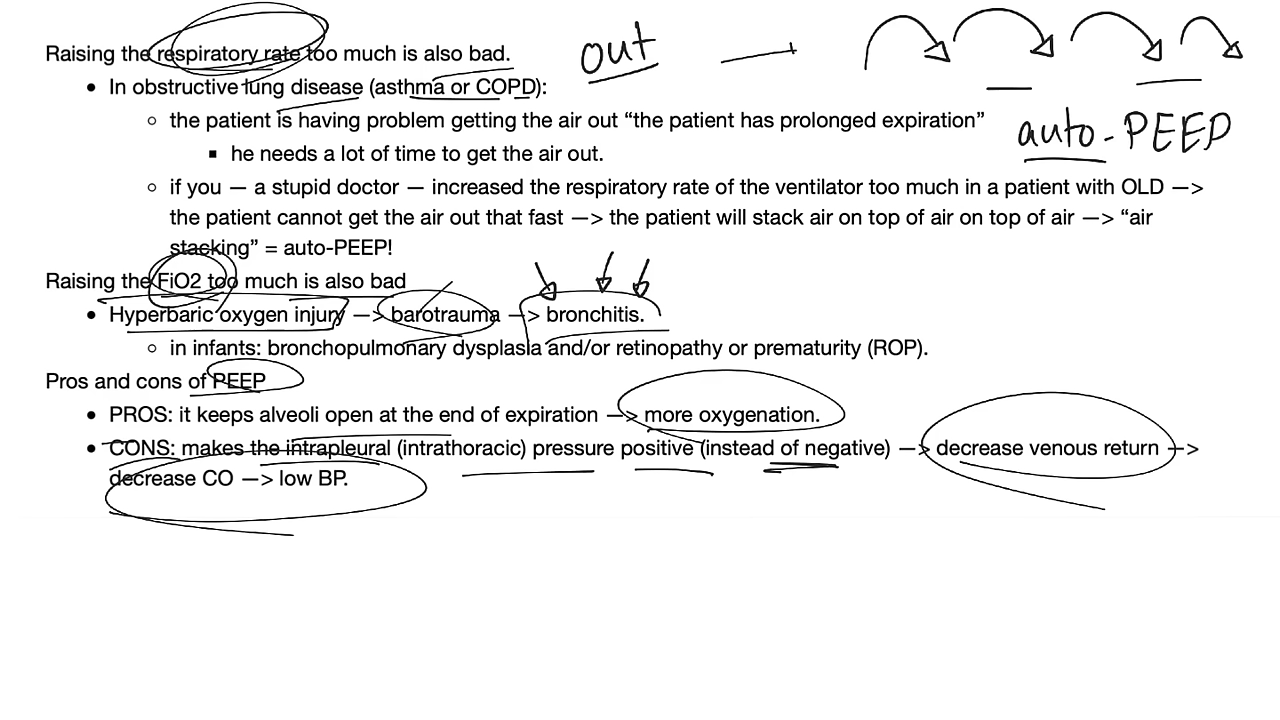 Raising the respiratory rate too much is also bad.
out
• In obstructive lung disease (asthma or COPD):
○ the patient is having problem getting the air out “the patient has prolonged expiration”
auto-PEEP
▪ he needs a lot of time to get the air out.
○ if you — a stupid doctor — increased the respiratory rate of the ventilator too much in a patient with OLD —>
the patient cannot get the air out that fast —> the patient will stack air on top of air on top of air —> “air
stacking” = auto-PEEP!
Raising the FiO2 too much is also bad
• Hyperbaric oxygen injury —> barotrauma —> bronchitis.
○ in infants: bronchopulmonary dysplasia and/or retinopathy or prematurity (ROP).
Pros and cons of PEEP
• PROS: it keeps alveoli open at the end of expiration —> more oxygenation.
• CONS: makes the intrapleural (intrathoracic) pressure positive (instead of negative) —> decrease venous return —>
decrease CO —> low BP.